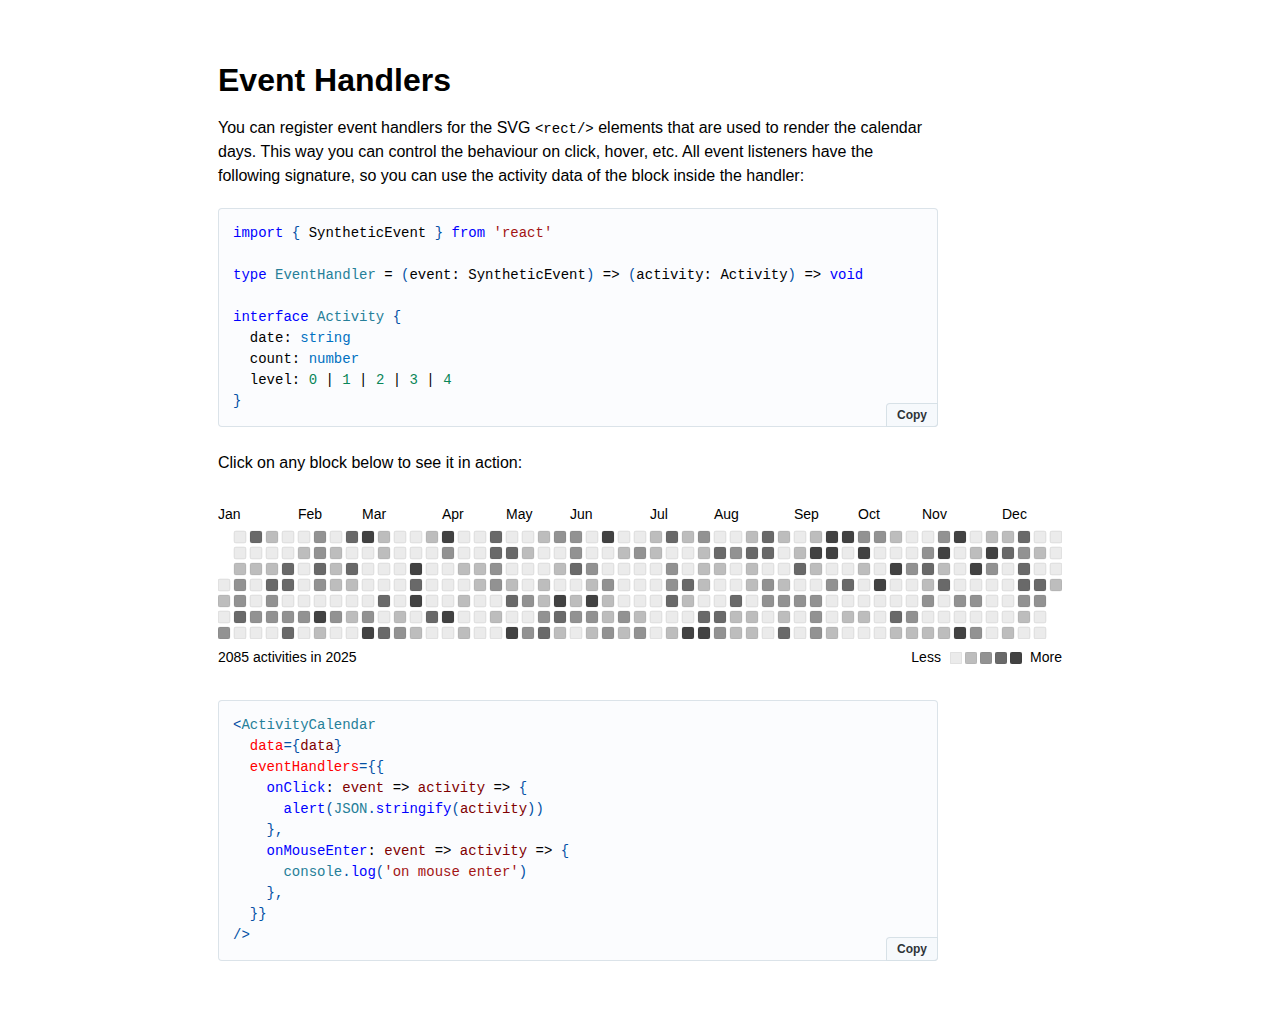 Event Handlers
You can register event handlers for the SVG <rect/> elements that are used to render the calendar
days. This way you can control the behaviour on click, hover, etc. All event listeners have the
following signature, so you can use the activity data of the block inside the handler:
import { SyntheticEvent } from 'react'
type EventHandler = (event: SyntheticEvent) => (activity: Activity) => void
interface Activity {
  date: string
  count: number
  level: 0 | 1 | 2 | 3 | 4
}
Copy
Click on any block below to see it in action:
Jan Feb Mar Apr May Jun Jul Aug Sep Oct Nov Dec
2085 activities in 2025 Less More
<ActivityCalendar
  data={data}
  eventHandlers={{
    onClick: event => activity => {
      alert(JSON.stringify(activity))
    },
    onMouseEnter: event => activity => {
      console.log('on mouse enter')
    },
  }}
/>
Copy